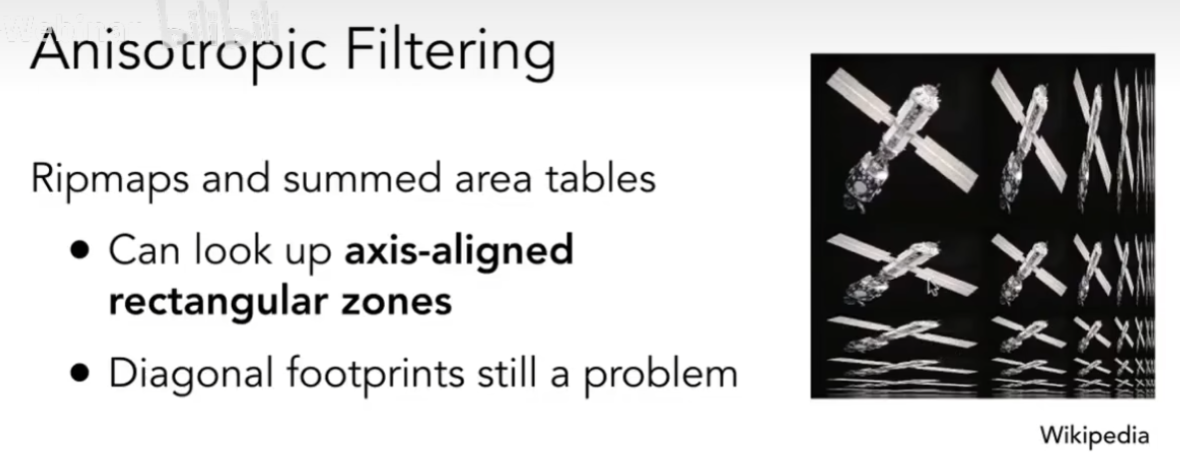 Anisotropic Filtering
Ripmaps and summed area tables
● Can look up axis-aligned
rectangular zones
● Diagonal footprints still a problem
Wikipedia